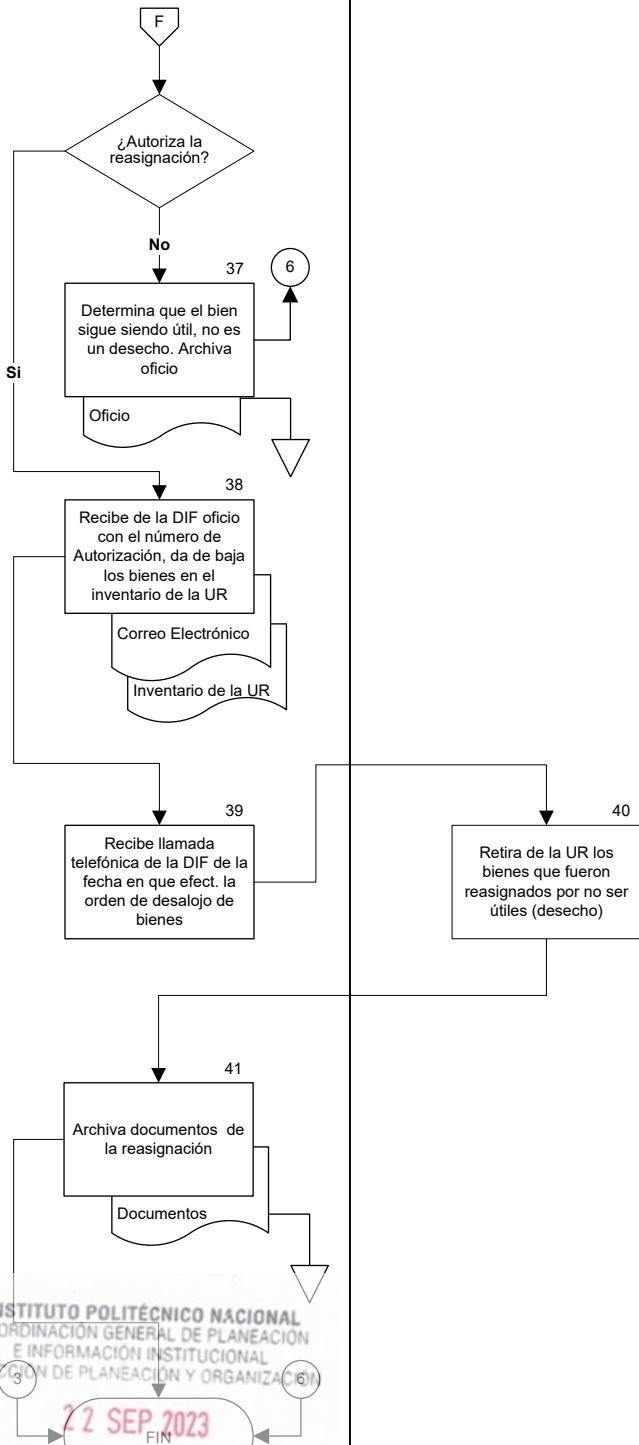 F
¿Autoriza la
reasignación?
No
Si
37
6
Determina que el bien
sigue siendo útil, no es
un desecho. Archiva
oficio
Oficio
38
Recibe de la DIF oficio
con el número de
Autorización, da de baja
los bienes en el
inventario de la UR
Correo Electrónico
Inventario de la UR
39
Recibe llamada
telefónica de la DIF de la
fecha en que efect. la
orden de desalojo de
bienes
40
Retira de la UR los
bienes que fueron
reasignados por no ser
útiles (desecho)
41
Archiva documentos de
la reasignación
Documentos
NSTITUTO POLITÉCNICO NACIONAL
ORDINACIÓN GENERAL DE PLANEACIÓN
E INFORMACIÓN INSTITUCIONAL
CCIÓN DE PLANEACIÓN Y ORGANIZACIÓN
3
6
22 SEP 2023
FIN